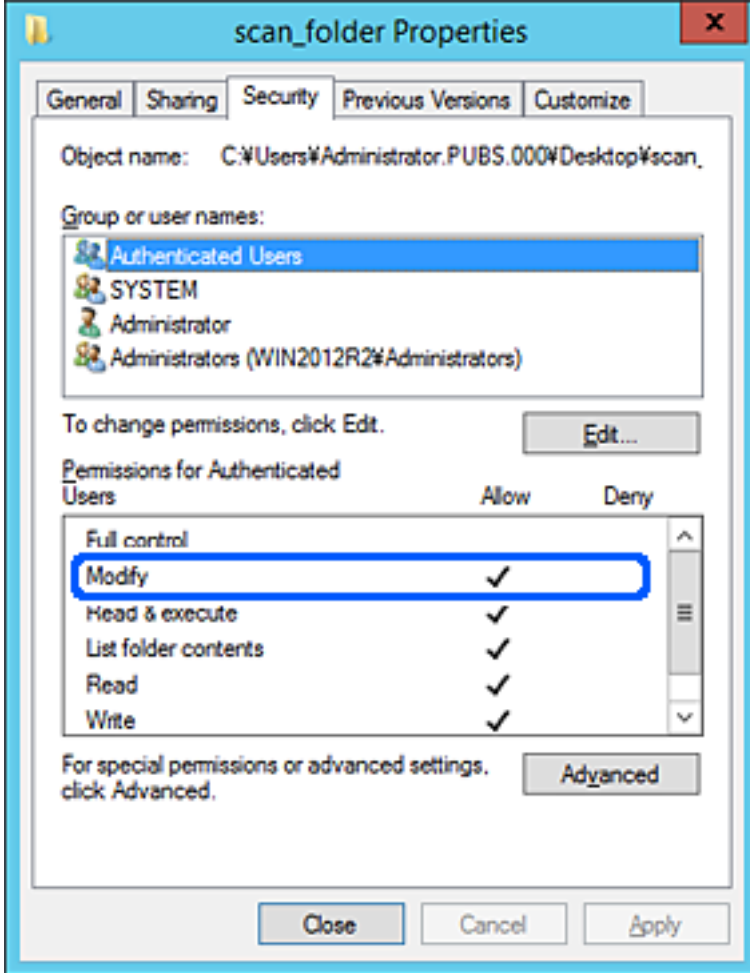 scan_folder Properties
x
General Sharing Security Previous Versions Customize
Object name: C:¥Users¥Administrator.PUBS.000¥Desktop¥scan_
Group or user names:
Authenticated Users
SYSTEM
Administrator
Administrators (WIN2012R2¥Administrators)
To change permissions, click Edit.
Edit...
Permissions for Authenticated
Users Allow Deny
Full control
Modify
Read & execute
List folder contents
Read
Write
For special permissions or advanced settings,
click Advanced.
Advanced
Close Cancel Apply